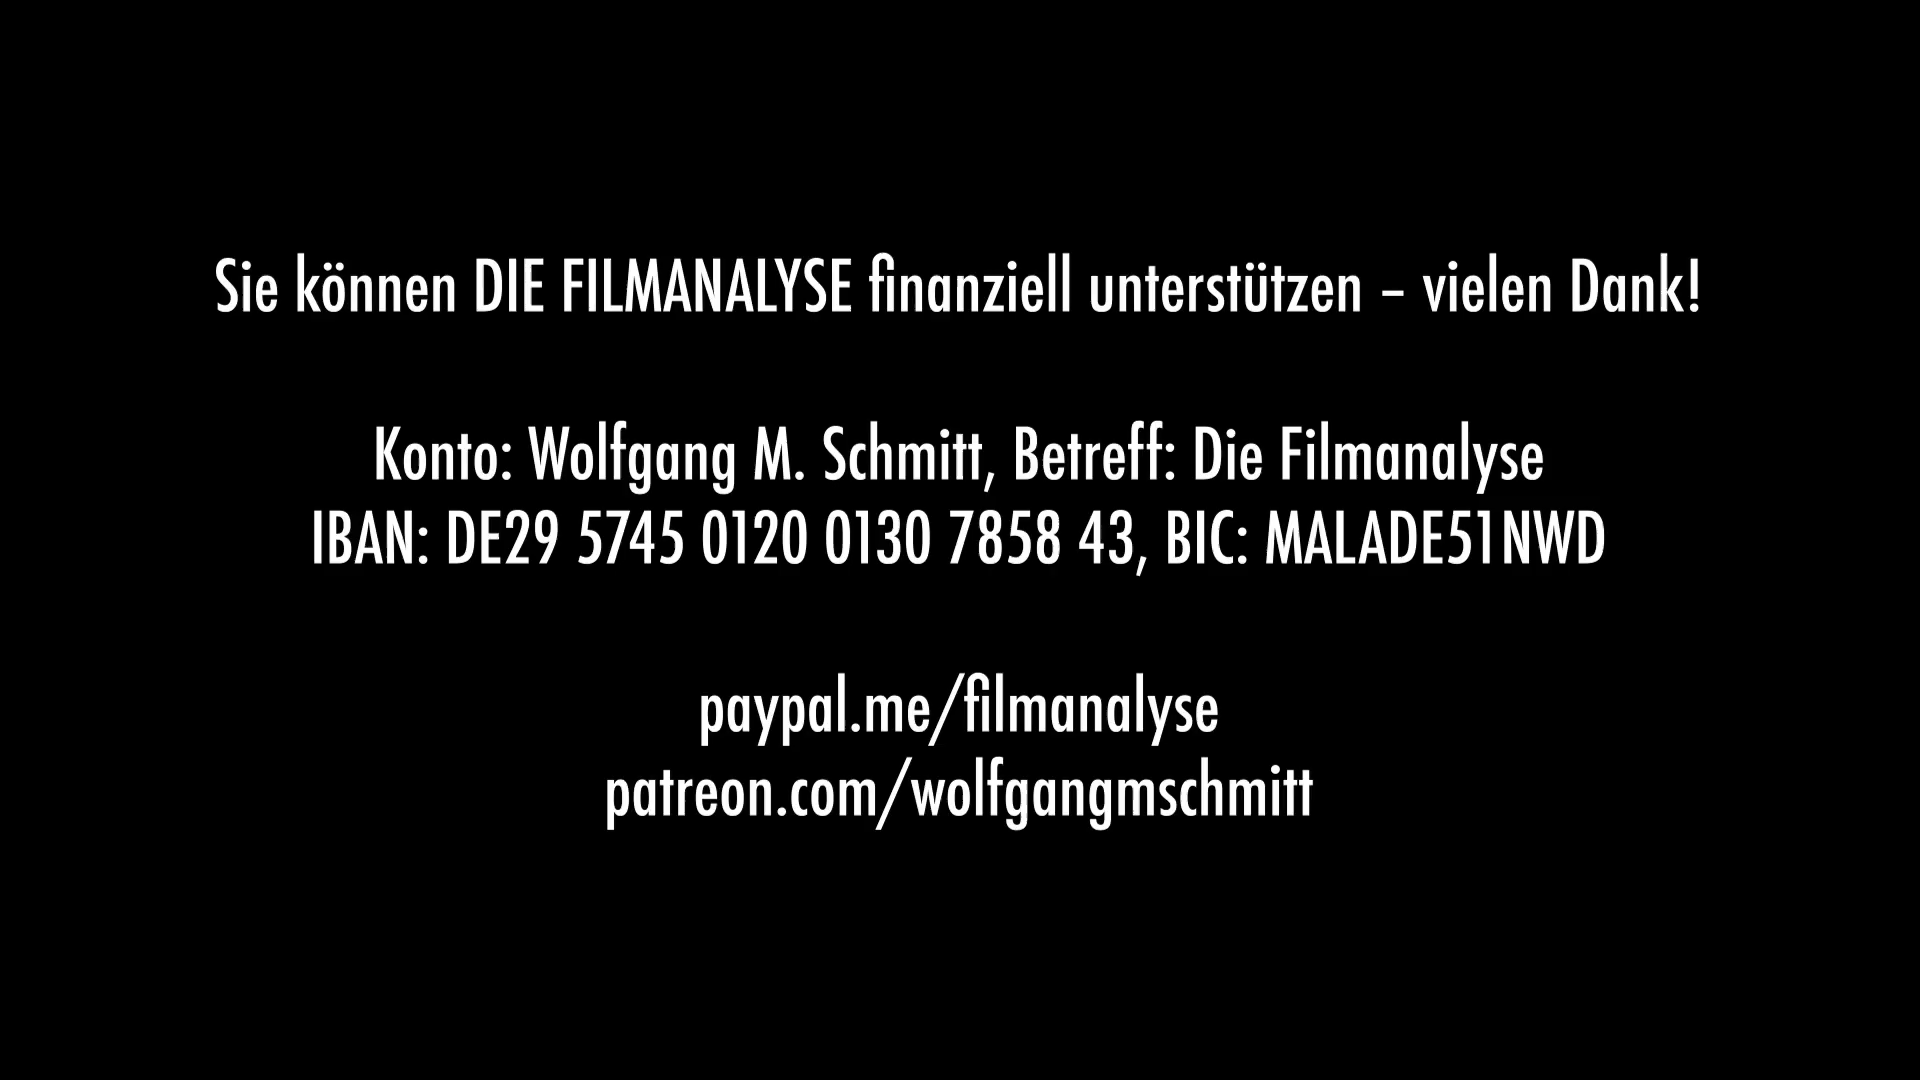 Sie können DIE FILMANALYSE finanziell unterstützen – vielen Dank!
Konto: Wolfgang M. Schmitt, Betreff: Die Filmanalyse
IBAN: DE29 5745 0120 0130 7858 43, BIC: MALADE51NWD
paypal.me/filmanalyse
patreon.com/wolfgangmschmitt